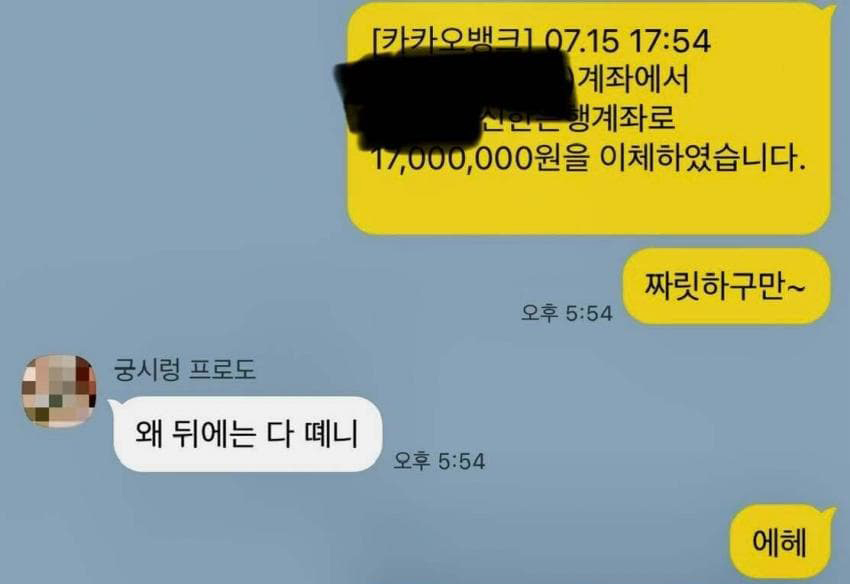 [카카오뱅크] 07.15 17:54
)계좌에서
신한은행계좌로
17,000,000원을 이체하였습니다.
짜릿하구만~
오후 5:54
궁시렁 프로도
왜 뒤에는 다 뗴니
오후 5:54
에헤